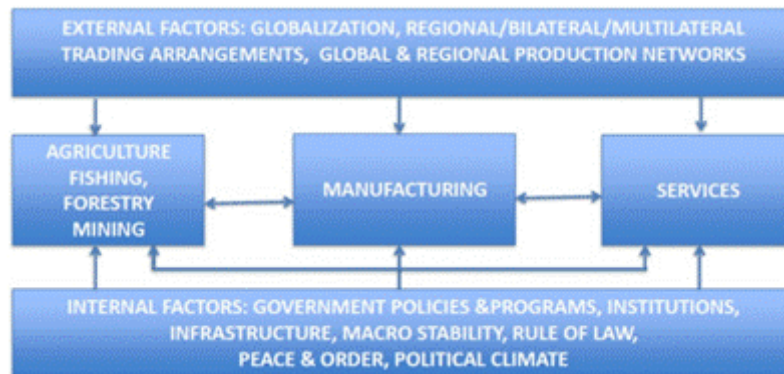 EXTERNAL FACTORS: GLOBALIZATION, REGIONAL/BILATERAL/MULTILATERAL
TRADING ARRANGEMENTS, GLOBAL & REGIONAL PRODUCTION NETWORKS
AGRICULTURE
FISHING,
FORESTRY
MINING
MANUFACTURING
SERVICES
INTERNAL FACTORS: GOVERNMENT POLICIES &PROGRAMS, INSTITUTIONS,
INFRASTRUCTURE, MACRO STABILITY, RULE OF LAW,
PEACE & ORDER, POLITICAL CLIMATE